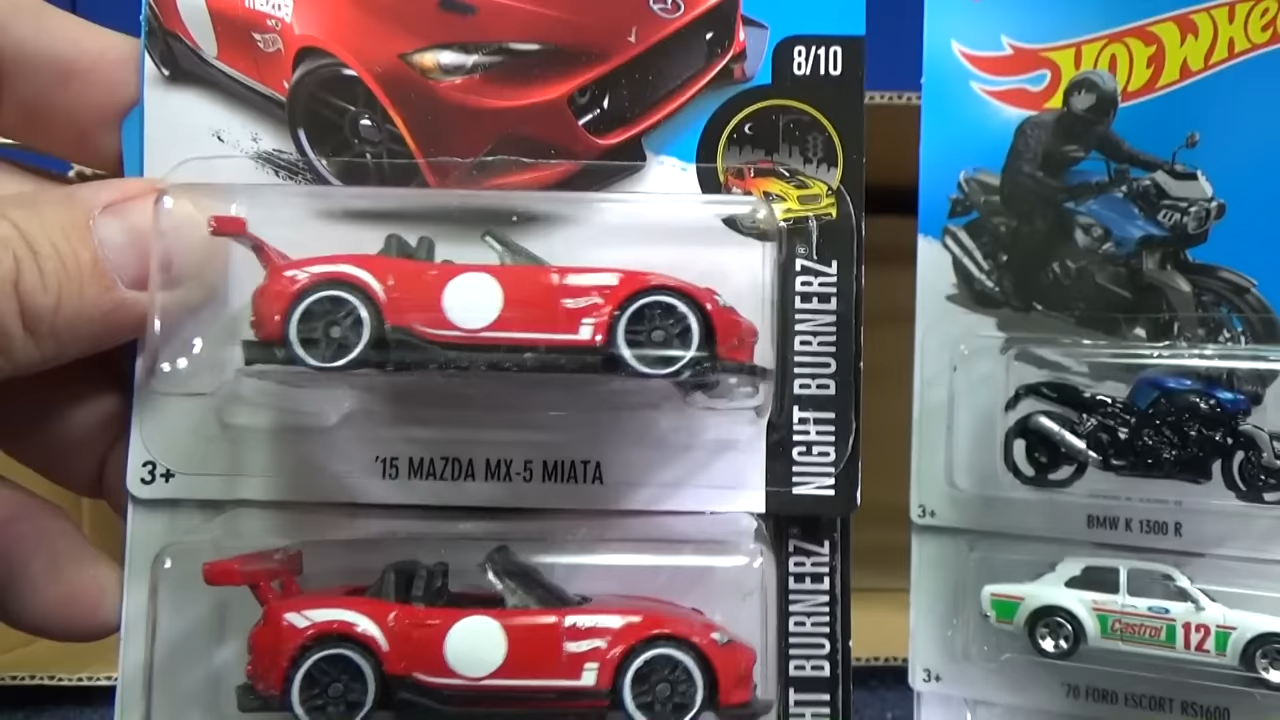 mazda
8/10
HOT WHEE
NIGHT BURNERZ®
3+
'15 MAZDA MX-5 MIATA
3+
BMW K 1300 R
HT BURNERZ®
Castrol 12
3+
'70 FORD ESCORT RS1600